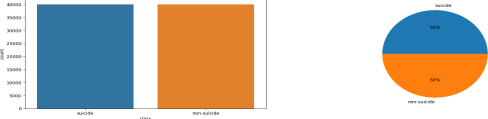 40000
35000
30000
25000
20000
15000
10000
5000
0
count
suicide
non-suicide
class
suicide
50%
50%
non-suicide